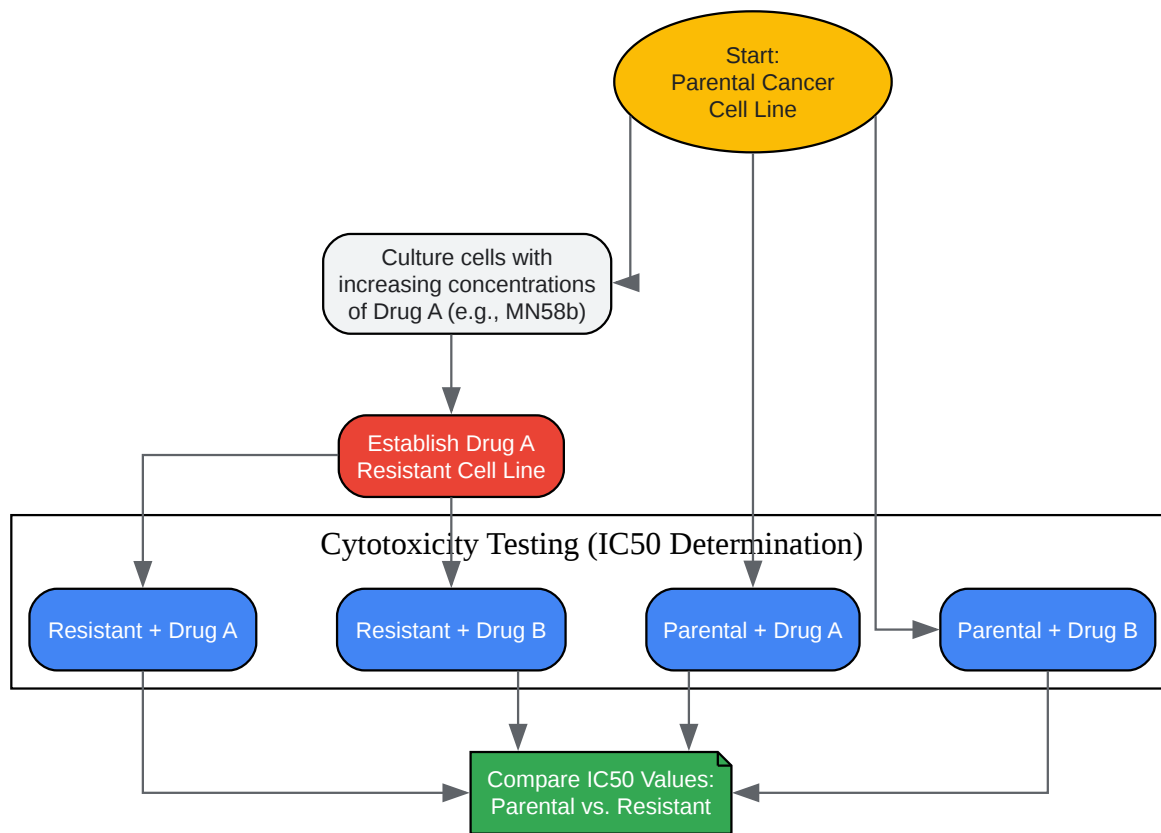 Start:
Parental Cancer
Cell Line
Culture cells with
increasing concentrations
of Drug A (e.g., MN58b)
Establish Drug A
Resistant Cell Line
Cytotoxicity Testing (IC50 Determination)
Resistant + Drug A
Resistant + Drug B
Parental + Drug A
Parental + Drug B
Compare IC50 Values:
Parental vs. Resistant